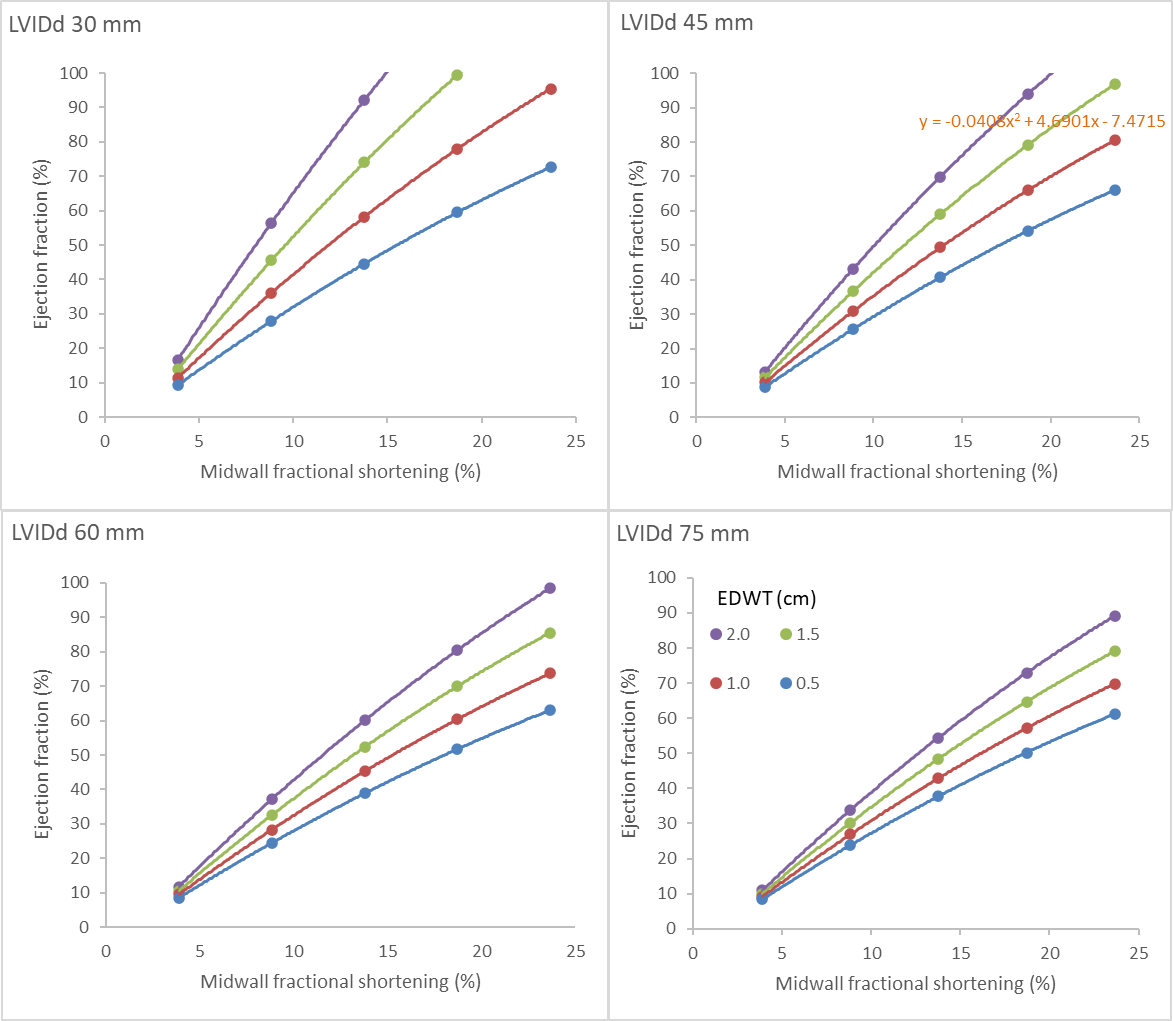 LVIDd 30 mm
100
90
80
70
60
50
40
30
20
10
0
Ejection fraction (%)
0 5 10 15 20 25
Midwall fractional shortening (%)
LVIDd 45 mm
100
90
80
70
60
50
40
30
20
10
0
Ejection fraction (%)
y = -0.0408x² + 4.6901x - 7.4715
0 5 10 15 20 25
Midwall fractional shortening (%)
LVIDd 60 mm
100
90
80
70
60
50
40
30
20
10
0
Ejection fraction (%)
0 5 10 15 20 25
Midwall fractional shortening (%)
LVIDd 75 mm
100
90
80
70
60
50
40
30
20
10
0
Ejection fraction (%)
EDWT (cm)
2.0 1.5
1.0 0.5
0 5 10 15 20 25
Midwall fractional shortening (%)